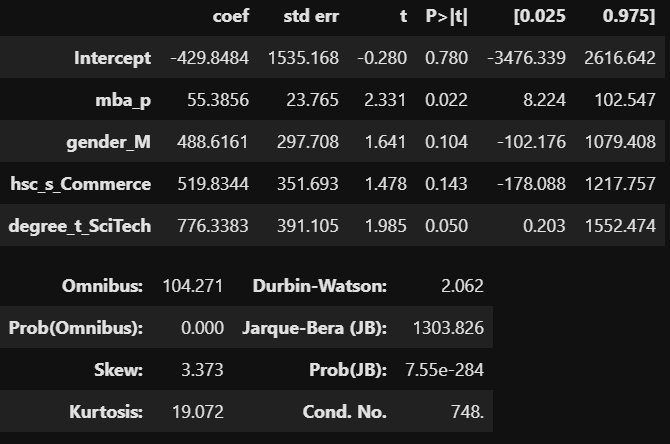 coef std err t P>|t| [0.025 0.975]
Intercept -429.8484 1535.168 -0.280 0.780 -3476.339 2616.642
mba_p 55.3856 23.765 2.331 0.022 8.224 102.547
gender_M 488.6161 297.708 1.641 0.104 -102.176 1079.408
hsc_s_Commerce 519.8344 351.693 1.478 0.143 -178.088 1217.757
degree_t_SciTech 776.3383 391.105 1.985 0.050 0.203 1552.474
Omnibus: 104.271 Durbin-Watson: 2.062
Prob(Omnibus): 0.000 Jarque-Bera (JB): 1303.826
Skew: 3.373 Prob(JB): 7.55e-284
Kurtosis: 19.072 Cond. No. 748.